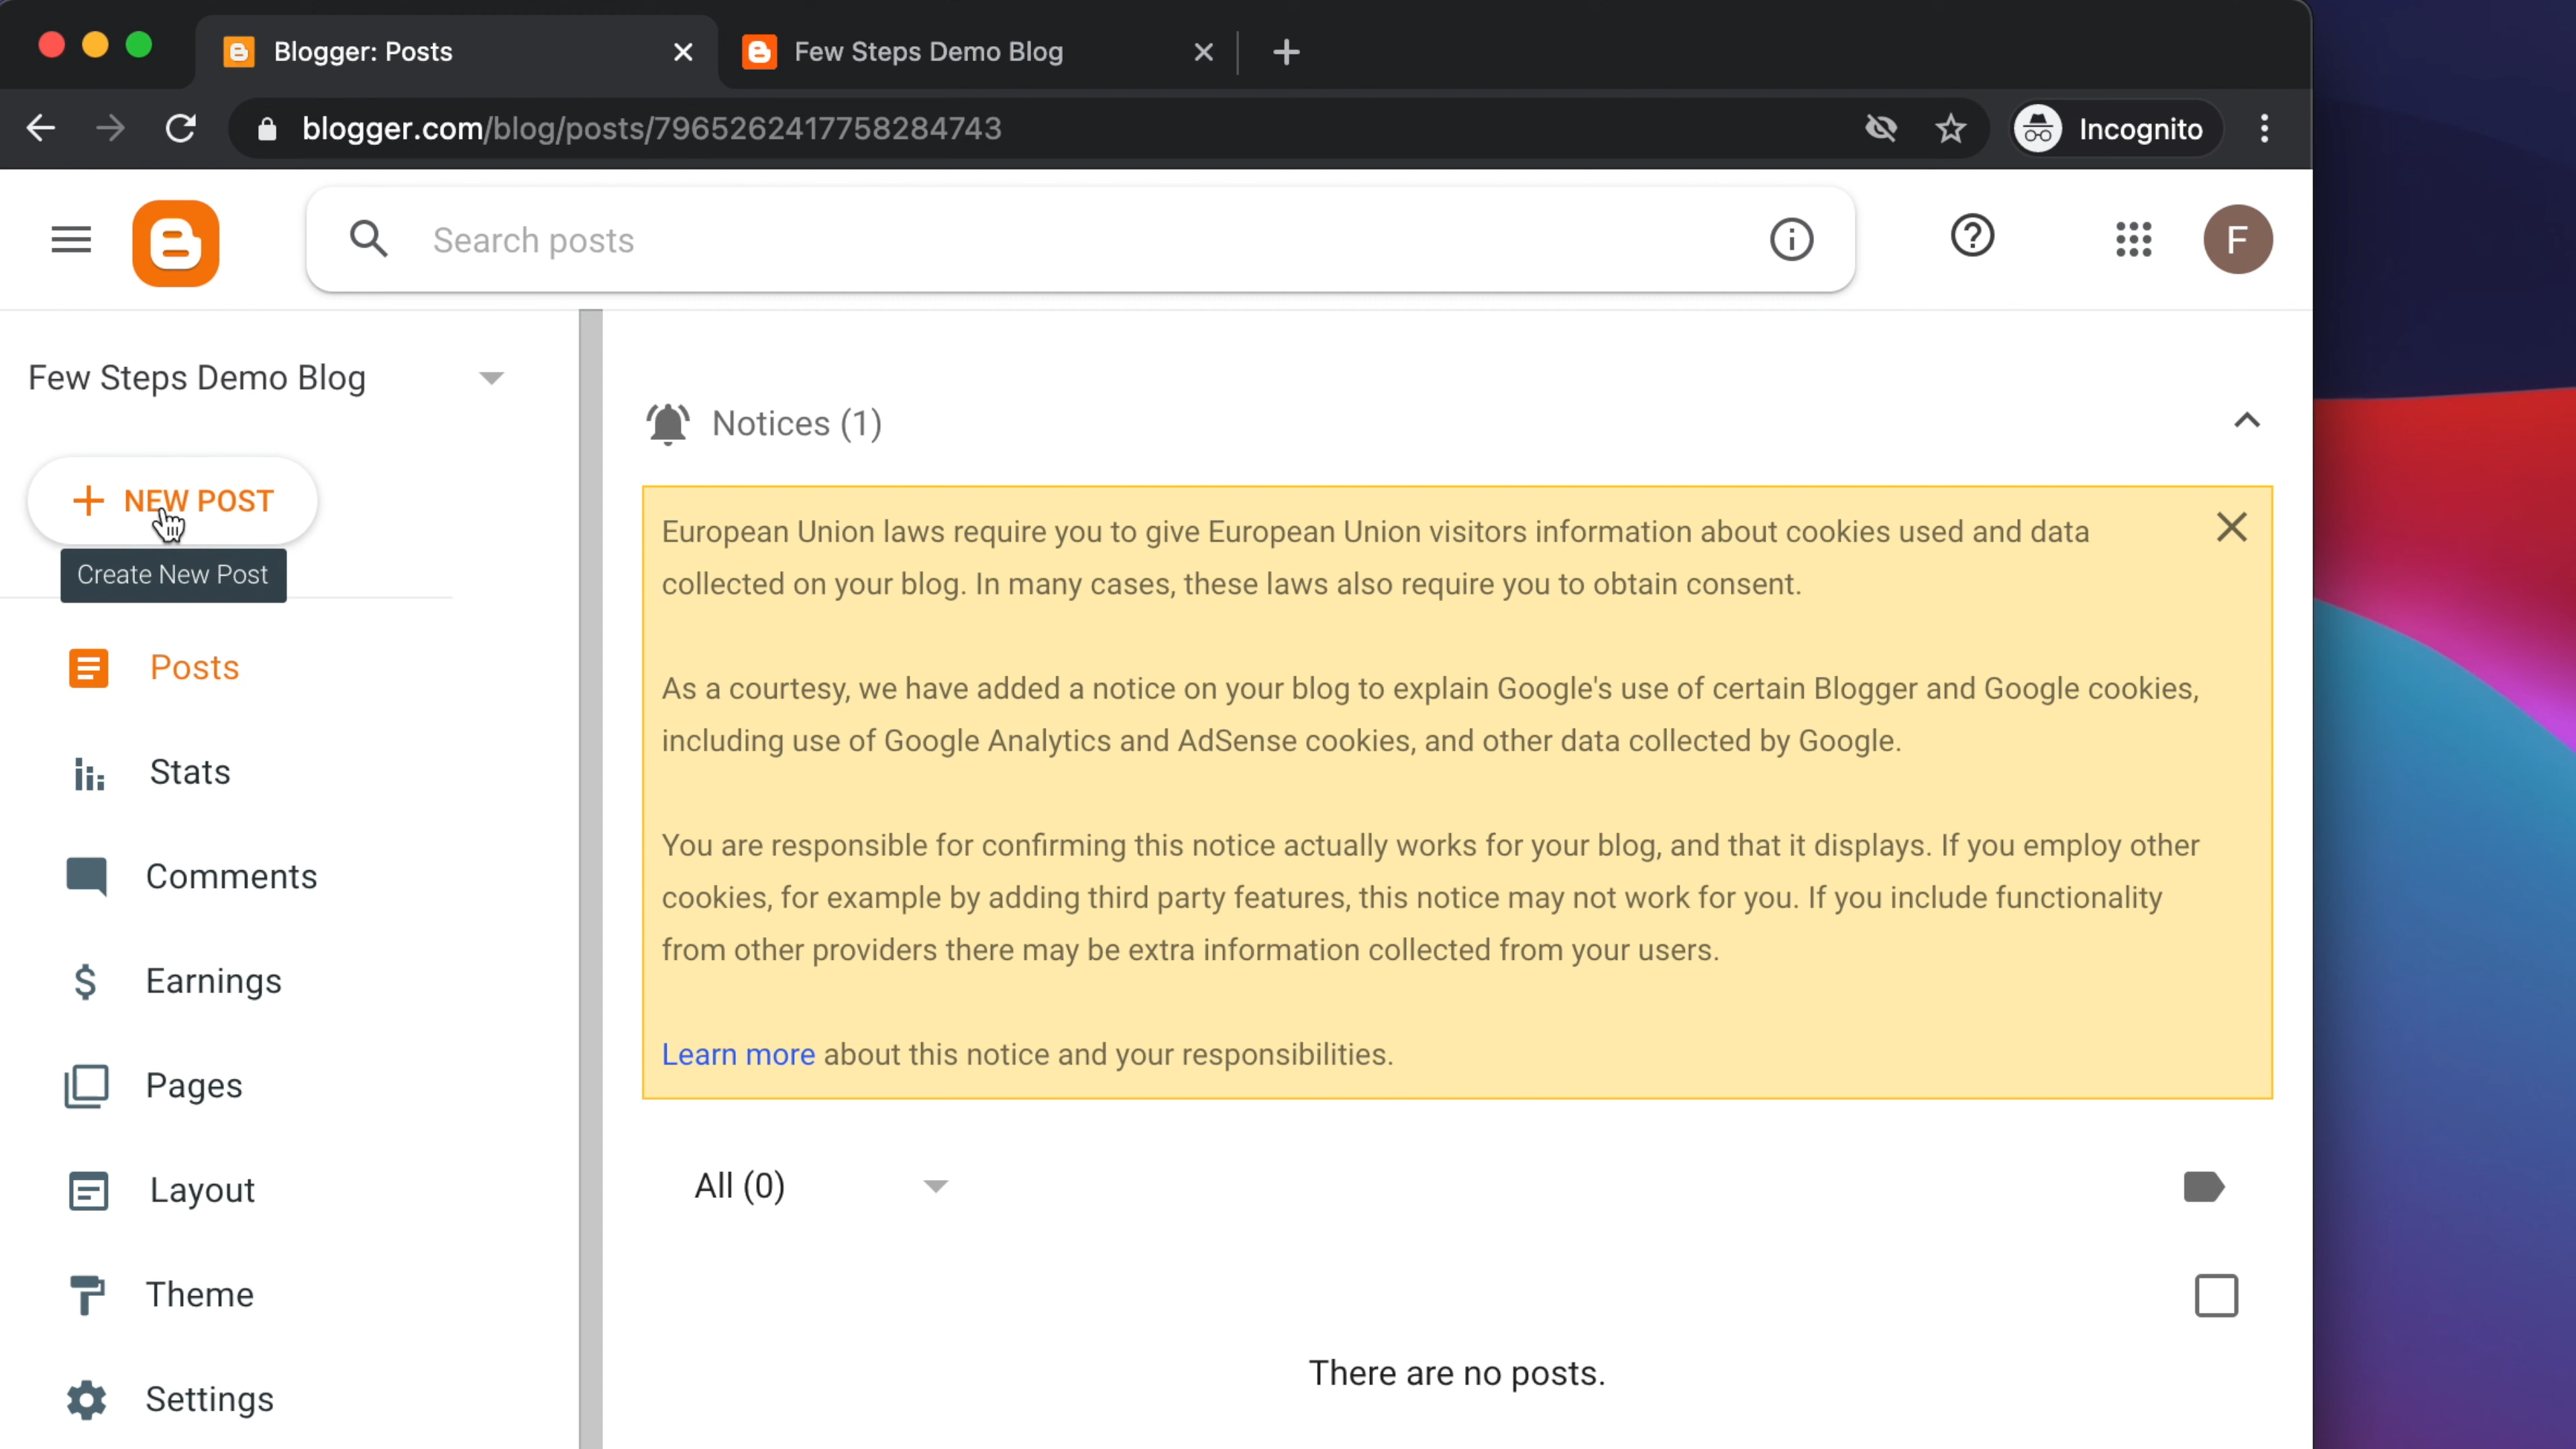 Blogger: Posts
Few Steps Demo Blog
blogger.com/blog/posts/7965262417758284743
Incognito
Search posts
F
Few Steps Demo Blog
NEW POST
Create New Post
Posts
Stats
Comments
Earnings
Pages
Layout
Theme
Settings
Notices (1)
European Union laws require you to give European Union visitors information about cookies used and data
collected on your blog. In many cases, these laws also require you to obtain consent.
As a courtesy, we have added a notice on your blog to explain Google's use of certain Blogger and Google cookies,
including use of Google Analytics and AdSense cookies, and other data collected by Google.
You are responsible for confirming this notice actually works for your blog, and that it displays. If you employ other
cookies, for example by adding third party features, this notice may not work for you. If you include functionality
from other providers there may be extra information collected from your users.
Learn more about this notice and your responsibilities.
All (0)
There are no posts.